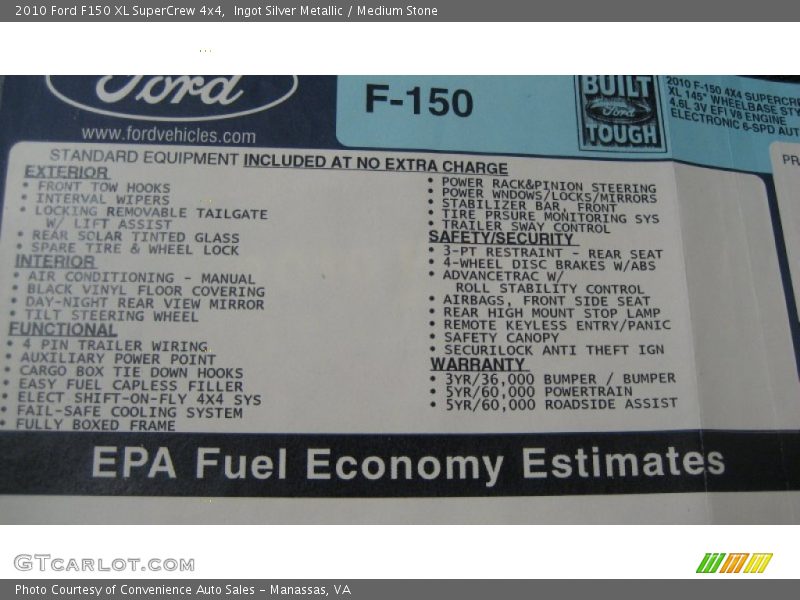 2010 Ford F150 XL SuperCrew 4x4, Ingot Silver Metallic / Medium Stone
Ford
www.fordvehicles.com
F-150
BUILT
Ford
TOUGH
2010 F-150 4X4 SUPERCRE
XL 145" WHEELBASE STY
4.6L 3V EFI V8 ENGINE
ELECTRONIC 6-SPD AUT
PR
STANDARD EQUIPMENT INCLUDED AT NO EXTRA CHARGE
EXTERIOR
• FRONT TOW HOOKS
• INTERVAL WIPERS
• LOCKING REMOVABLE TAILGATE
W/ LIFT ASSIST
• REAR SOLAR TINTED GLASS
• SPARE TIRE & WHEEL LOCK
INTERIOR
• AIR CONDITIONING - MANUAL
• BLACK VINYL FLOOR COVERING
• DAY-NIGHT REAR VIEW MIRROR
• TILT STEERING WHEEL
FUNCTIONAL
• 4 PIN TRAILER WIRING
• AUXILIARY POWER POINT
• CARGO BOX TIE DOWN HOOKS
• EASY FUEL CAPLESS FILLER
• ELECT SHIFT-ON-FLY 4X4 SYS
• FAIL-SAFE COOLING SYSTEM
• FULLY BOXED FRAME
• POWER RACK&PINION STEERING
• POWER WNDOWS/LOCKS/MIRRORS
• STABILIZER BAR, FRONT
• TIRE PRSURE MONITORING SYS
• TRAILER SWAY CONTROL
SAFETY/SECURITY
• 3-PT RESTRAINT - REAR SEAT
• 4-WHEEL DISC BRAKES W/ABS
• ADVANCETRAC W/
ROLL STABILITY CONTROL
• AIRBAGS, FRONT SIDE SEAT
• REAR HIGH MOUNT STOP LAMP
• REMOTE KEYLESS ENTRY/PANIC
• SAFETY CANOPY
• SECURILOCK ANTI THEFT IGN
WARRANTY
• 3YR/36,000 BUMPER / BUMPER
• 5YR/60,000 POWERTRAIN
• 5YR/60,000 ROADSIDE ASSIST
EPA Fuel Economy Estimates
GTCARLOT.COM
Photo Courtesy of Convenience Auto Sales - Manassas, VA